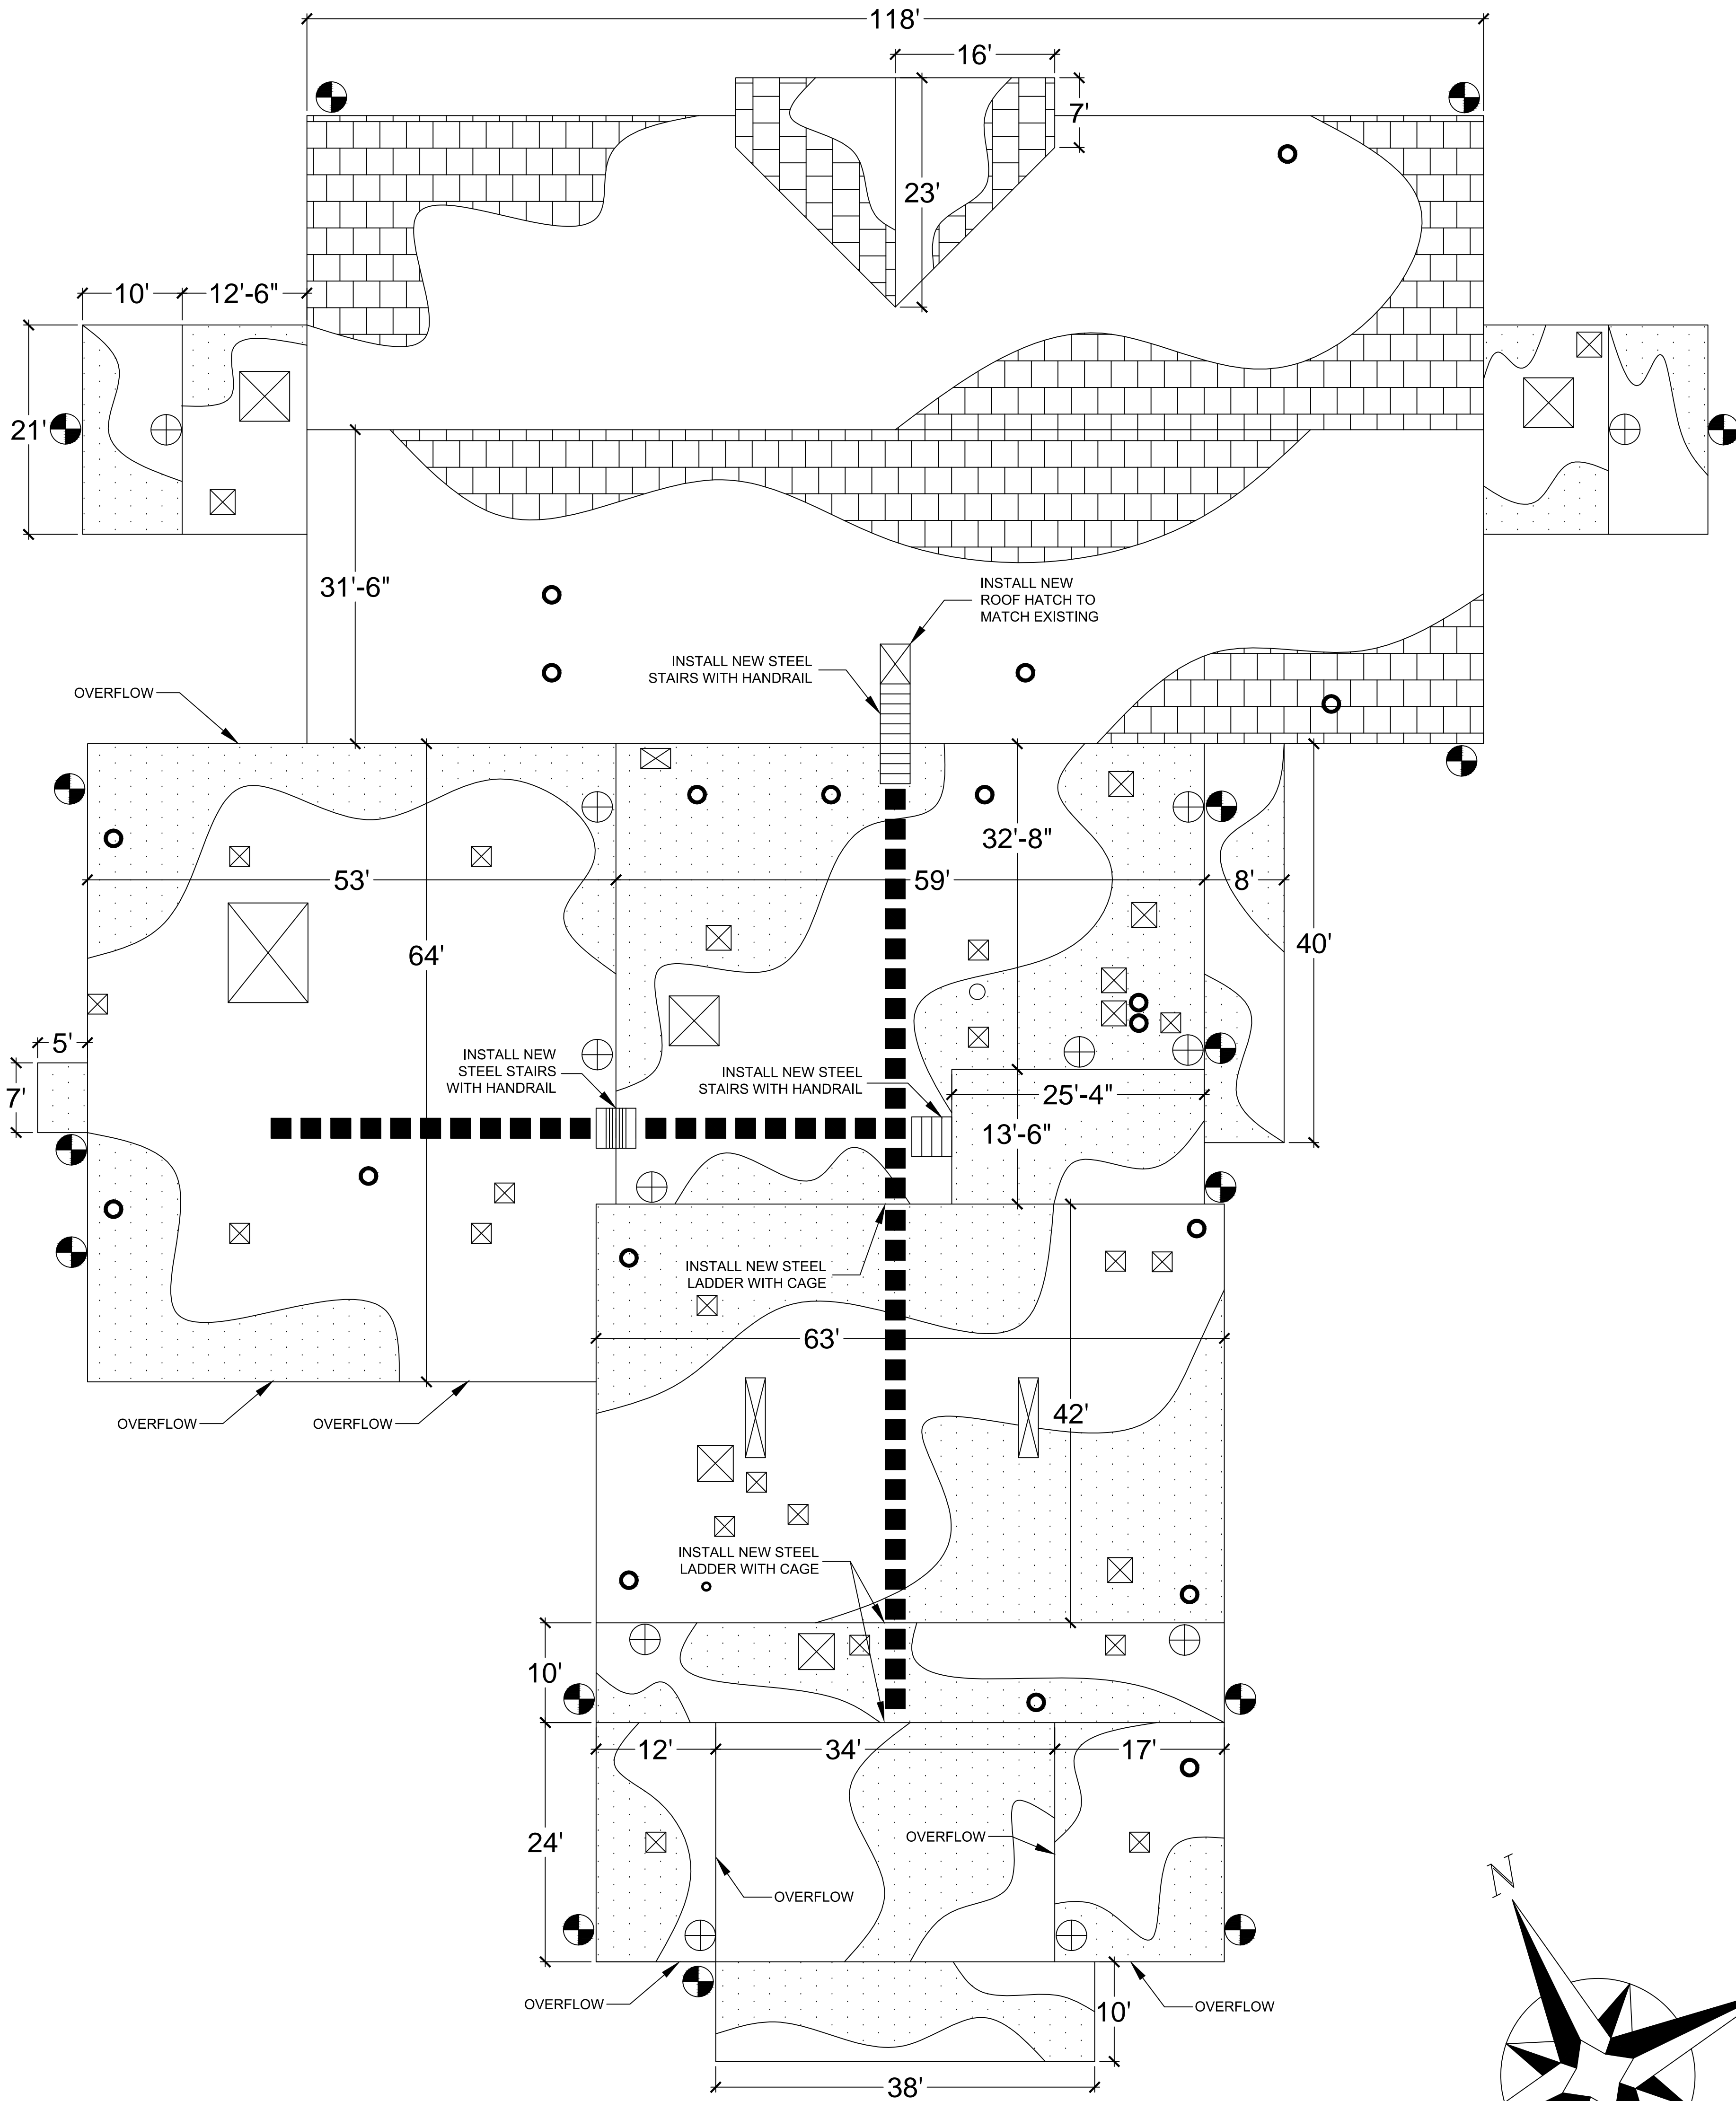 118'
16'
7'
23'
10'
12'-6"
21'
31'-6"
INSTALL NEW
ROOF HATCH TO
MATCH EXISTING
INSTALL NEW STEEL
STAIRS WITH HANDRAIL
OVERFLOW
32'-8"
53'
59'
8'
64'
40'
5'
7'
INSTALL NEW
STEEL STAIRS
WITH HANDRAIL
INSTALL NEW STEEL
STAIRS WITH HANDRAIL
25'-4"
13'-6"
INSTALL NEW STEEL
LADDER WITH CAGE
63'
42'
OVERFLOW
OVERFLOW
INSTALL NEW STEEL
LADDER WITH CAGE
10'
12'
34'
17'
24'
OVERFLOW
OVERFLOW
N
OVERFLOW
10'
OVERFLOW
38'